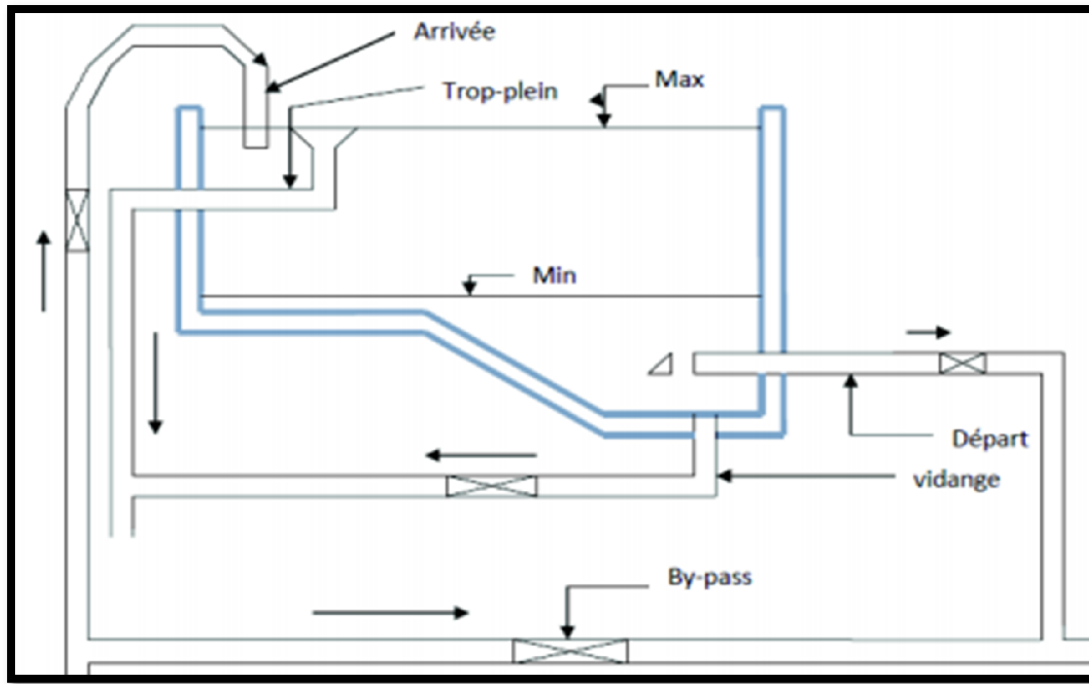 Arrivée
Trop-plein
Max
Min
Départ
vidange
By-pass